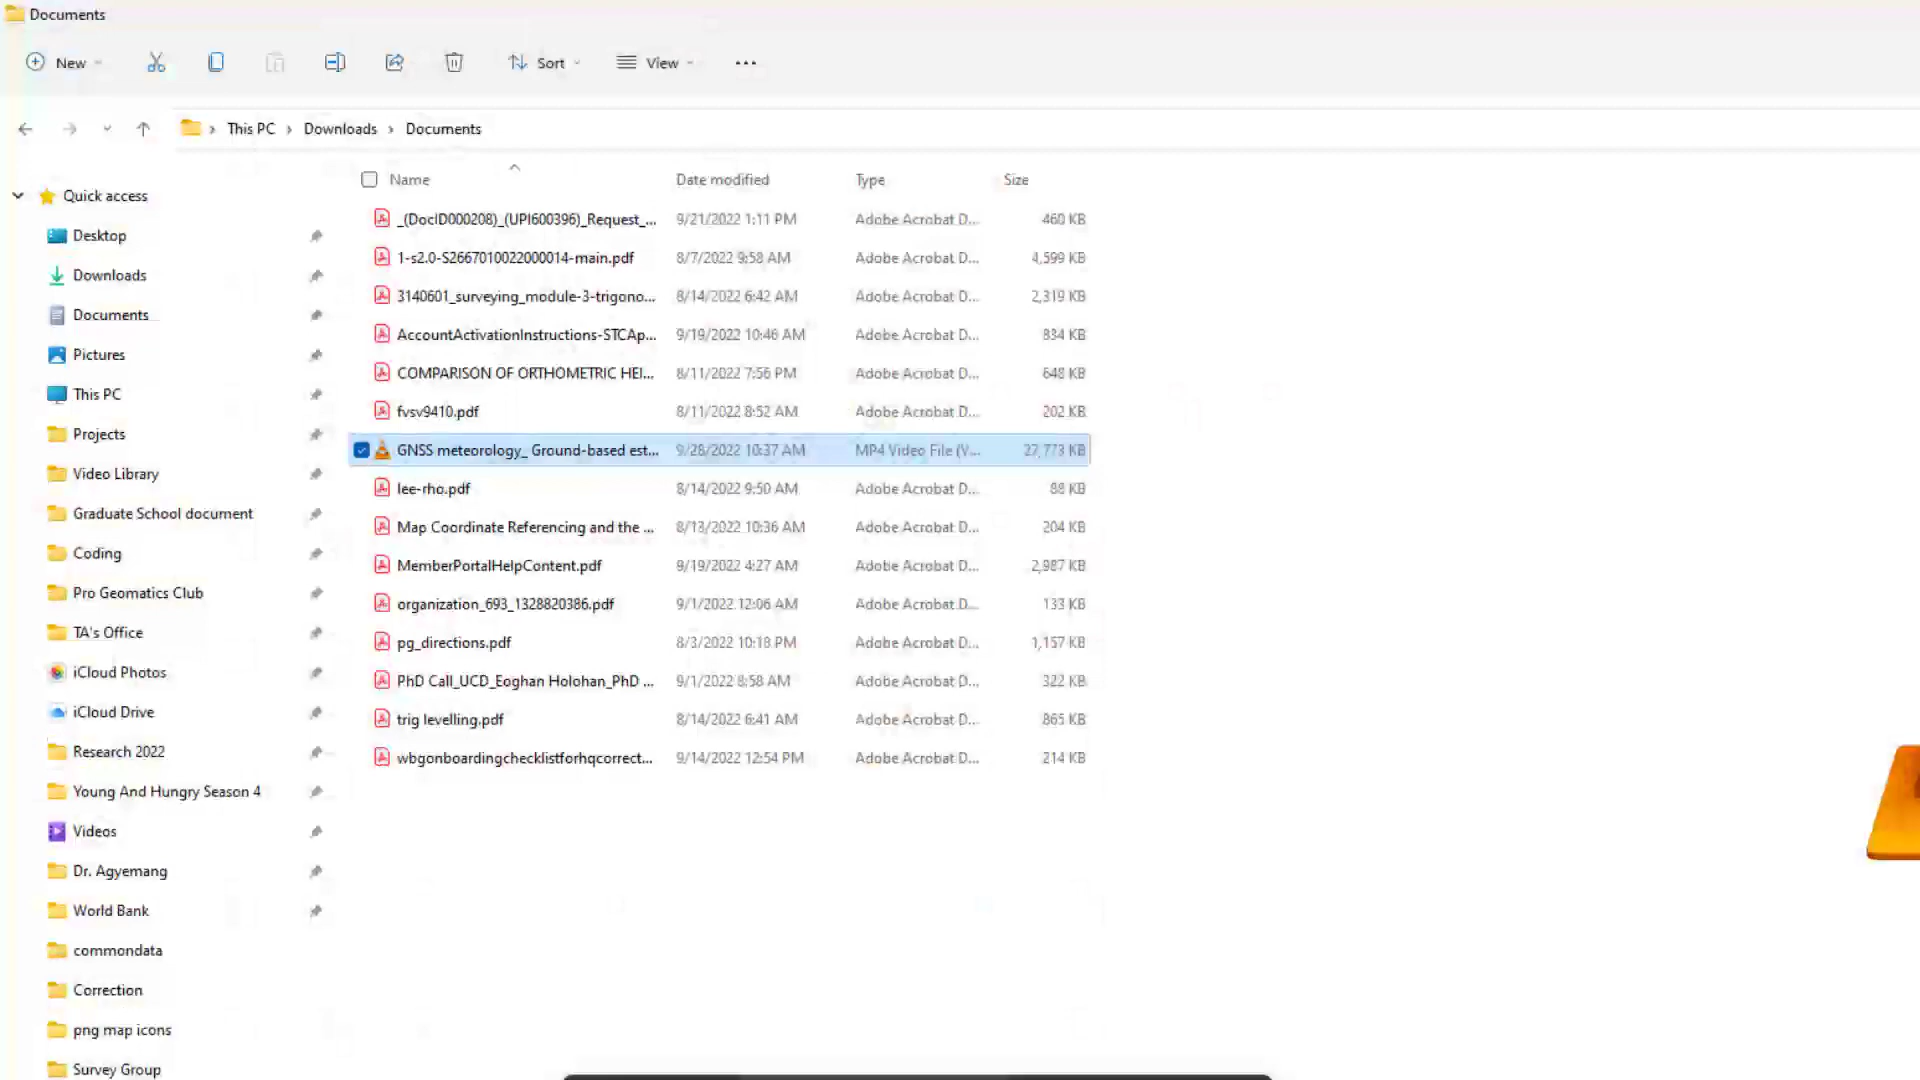 Documents
New
Sort
View
This PC
Downloads
Documents
Name
Date modified
Type
Size
Quick access
Desktop
Downloads
Documents
Pictures
This PC
Projects
Video Library
Graduate School document
Coding
Pro Geomatics Club
TA's Office
iCloud Photos
iCloud Drive
Research 2022
Young And Hungry Season 4
Videos
Dr. Agyemang
World Bank
commondata
Correction
png map icons
Survey Group
_(DocID000208)_(UPI600396)_Request_... 9/21/2022 1:11 PM Adobe Acrobat D... 460 KB
1-s2.0-S2667010022000014-main.pdf 8/7/2022 9:58 AM Adobe Acrobat D... 4,599 KB
3140601_surveying_module-3-trigono... 8/14/2022 6:42 AM Adobe Acrobat D... 2,319 KB
AccountActivationInstructions-STCAp... 9/19/2022 10:46 AM Adobe Acrobat D... 834 KB
COMPARISON OF ORTHOMETRIC HEI... 8/11/2022 7:56 PM Adobe Acrobat D... 648 KB
fvsv9410.pdf 8/11/2022 8:52 AM Adobe Acrobat D... 202 KB
GNSS meteorology_ Ground-based est... 9/28/2022 10:37 AM MP4 Video File (V... 27,773 KB
lee-rho.pdf 8/14/2022 9:50 AM Adobe Acrobat D... 88 KB
Map Coordinate Referencing and the ... 8/13/2022 10:36 AM Adobe Acrobat D... 204 KB
MemberPortalHelpContent.pdf 9/19/2022 4:27 AM Adobe Acrobat D... 2,987 KB
organization_693_1328820386.pdf 9/1/2022 12:06 AM Adobe Acrobat D... 133 KB
pg_directions.pdf 8/3/2022 10:18 PM Adobe Acrobat D... 1,157 KB
PhD Call_UCD_Eoghan Holohan_PhD ... 9/1/2022 8:58 AM Adobe Acrobat D... 322 KB
trig levelling.pdf 8/14/2022 6:41 AM Adobe Acrobat D... 865 KB
wbgonboardingchecklistforhqcorrect... 9/14/2022 12:54 PM Adobe Acrobat D... 214 KB